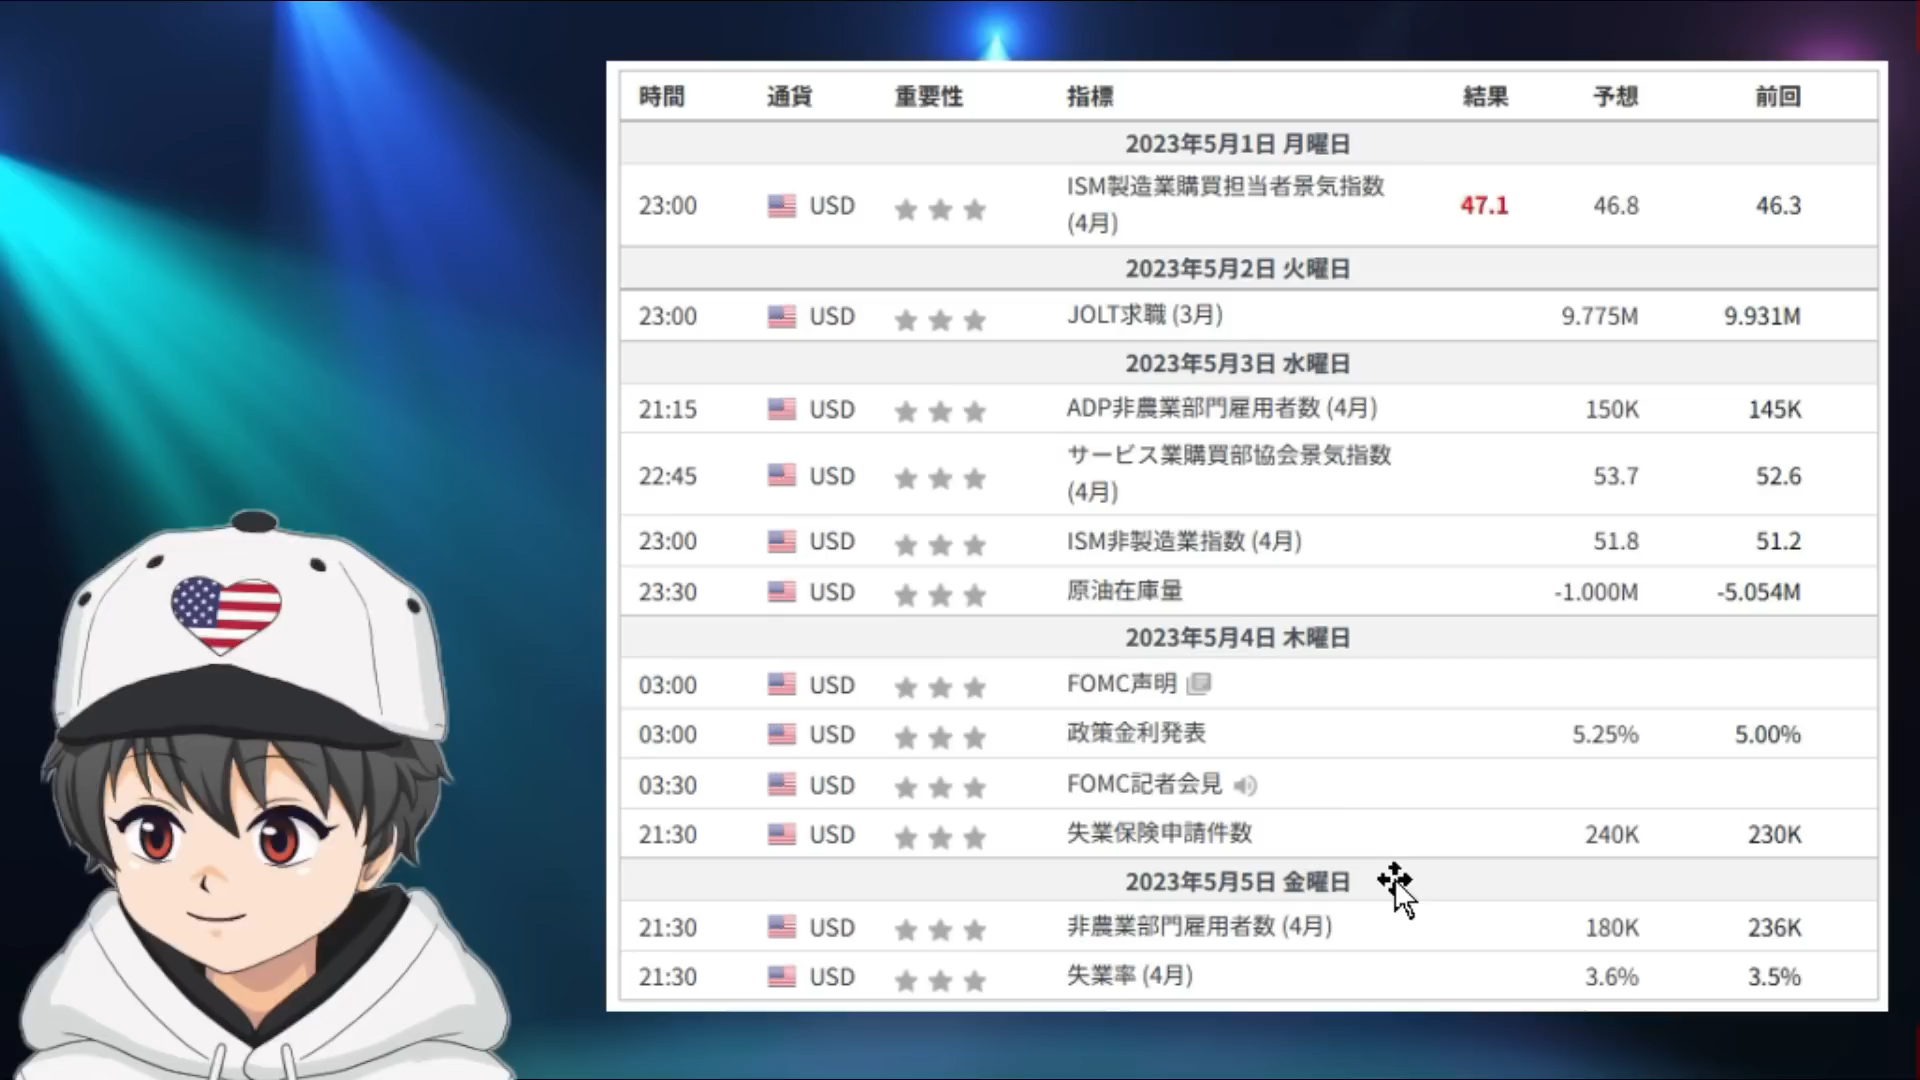 時間 通貨 重要性 指標 結果 予想 前回
2023年5月1日 月曜日
23:00 USD ISM製造業購買担当者景気指数 (4月) 47.1 46.8 46.3
2023年5月2日 火曜日
23:00 USD JOLT求職 (3月) 9.775M 9.931M
2023年5月3日 水曜日
21:15 USD ADP非農業部門雇用者数 (4月) 150K 145K
22:45 USD サービス業購買部協会景気指数 (4月) 53.7 52.6
23:00 USD ISM非製造業指数 (4月) 51.8 51.2
23:30 USD 原油在庫量 -1.000M -5.054M
2023年5月4日 木曜日
03:00 USD FOMC声明
03:00 USD 政策金利発表 5.25% 5.00%
03:30 USD FOMC記者会見
21:30 USD 失業保険申請件数 240K 230K
2023年5月5日 金曜日
21:30 USD 非農業部門雇用者数 (4月) 180K 236K
21:30 USD 失業率 (4月) 3.6% 3.5%